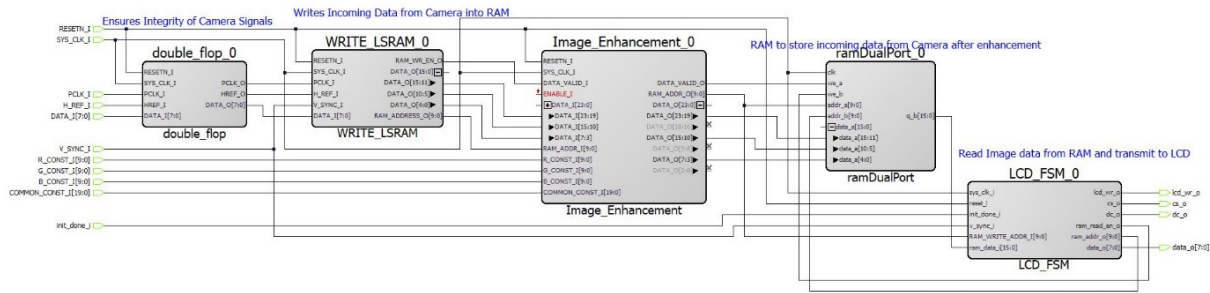 Ensures Integrity of Camera Signals
Writes Incoming Data from Camera into RAM
RAM to store incoming data from Camera after enhancement
Read Image data from RAM and transmit to LCD
RESETN_I
SYS_CLK_I
PCLK_I
H_REF_I
DATA_I[7:0]
V_SYNC_I
R_CONST_I[9:0]
G_CONST_I[9:0]
B_CONST_I[9:0]
COMMON_CONST_I[19:0]
init_done_i
double_flop_0
RESETN_I
SYS_CLK_I
PCLK_I
HREF_I
DATA_I[7:0]
PCLK_O
HREF_O
DATA_O[7:0]
double_flop
WRITE_LSRAM_0
RESETN_I
SYS_CLK_I
PCLK_I
H_REF_I
V_SYNC_I
DATA_I[7:0]
RAM_WR_EN_O
DATA_O[15:0]
DATA_O[15:11]
DATA_O[10:5]
DATA_O[4:0]
RAM_ADDRESS_O[9:0]
WRITE_LSRAM
Image_Enhancement_0
RESETN_I
SYS_CLK_I
DATA_VALID_I
ENABLE_I
DATA_I[23:0]
DATA_I[23:19]
DATA_I[15:10]
DATA_I[7:3]
RAM_ADDR_I[9:0]
R_CONST_I[9:0]
G_CONST_I[9:0]
B_CONST_I[9:0]
COMMON_CONST_I[19:0]
DATA_VALID_O
RAM_ADDR_O[9:0]
DATA_O[23:0]
DATA_O[23:19]
DATA_O[15:10]
DATA_O[7:3]
Image_Enhancement
ramDualPort_0
clk
we_a
we_b
addr_a[9:0]
addr_b[9:0]
data_a[15:0]
data_a[15:11]
data_a[10:5]
data_a[4:0]
q_b[15:0]
ramDualPort
LCD_FSM_0
sys_clk_i
reset_i
init_done_i
v_sync_i
RAM_WRITE_ADDR_I[9:0]
ram_data_i[15:0]
lcd_wr_o
cs_o
dc_o
ram_read_en_o
ram_addr_o[9:0]
data_o[7:0]
LCD_FSM
lcd_wr_o
cs_o
dc_o
data_o[7:0]